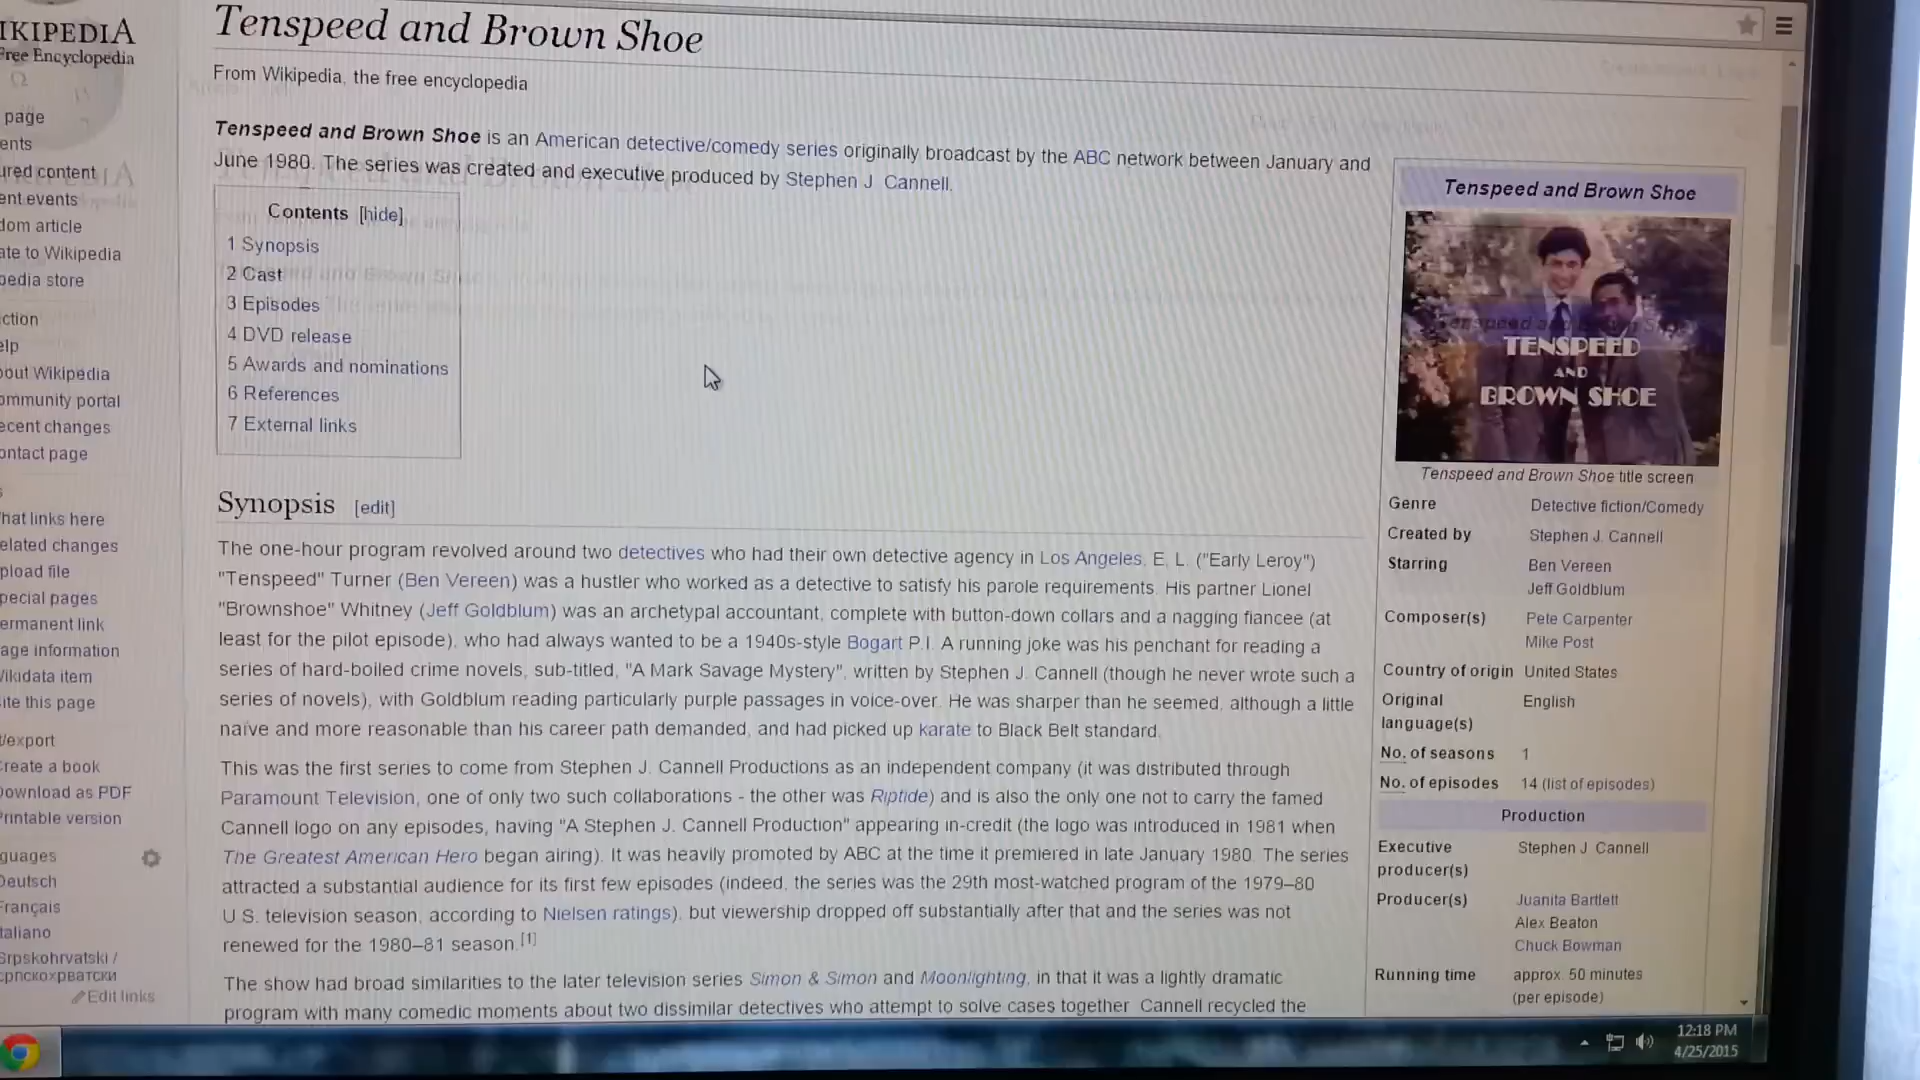 IKIPEDIA
Free Encyclopedia
page
ents
ured content
ent events
dom article
ate to Wikipedia
pedia store
ction
elp
bout Wikipedia
ommunity portal
ecent changes
ontact page
s
hat links here
elated changes
pload file
pecial pages
ermanent link
age information
Wikidata item
ite this page
t/export
Create a book
Download as PDF
Printable version
guages
Deutsch
Français
taliano
Srpskohrvatski /
српскохрватски
Edit links
Tenspeed and Brown Shoe
From Wikipedia, the free encyclopedia
Tenspeed and Brown Shoe is an American detective/comedy series originally broadcast by the ABC network between January and
June 1980. The series was created and executive produced by Stephen J. Cannell.
Contents [hide]
1 Synopsis
2 Cast
3 Episodes
4 DVD release
5 Awards and nominations
6 References
7 External links
Synopsis [edit]
The one-hour program revolved around two detectives who had their own detective agency in Los Angeles. E. L. ("Early Leroy")
"Tenspeed" Turner (Ben Vereen) was a hustler who worked as a detective to satisfy his parole requirements. His partner Lionel
"Brownshoe" Whitney (Jeff Goldblum) was an archetypal accountant, complete with button-down collars and a nagging fiancee (at
least for the pilot episode), who had always wanted to be a 1940s-style Bogart P.I. A running joke was his penchant for reading a
series of hard-boiled crime novels, sub-titled, "A Mark Savage Mystery", written by Stephen J. Cannell (though he never wrote such a
series of novels), with Goldblum reading particularly purple passages in voice-over. He was sharper than he seemed, although a little
naïve and more reasonable than his career path demanded, and had picked up karate to Black Belt standard.
This was the first series to come from Stephen J. Cannell Productions as an independent company (it was distributed through
Paramount Television, one of only two such collaborations - the other was Riptide) and is also the only one not to carry the famed
Cannell logo on any episodes, having "A Stephen J. Cannell Production" appearing in-credit (the logo was introduced in 1981 when
The Greatest American Hero began airing). It was heavily promoted by ABC at the time it premiered in late January 1980. The series
attracted a substantial audience for its first few episodes (indeed, the series was the 29th most-watched program of the 1979–80
U.S. television season, according to Nielsen ratings), but viewership dropped off substantially after that and the series was not
renewed for the 1980–81 season.[1]
The show had broad similarities to the later television series Simon & Simon and Moonlighting, in that it was a lightly dramatic
program with many comedic moments about two dissimilar detectives who attempt to solve cases together. Cannell recycled the
Tenspeed and Brown Shoe
TENSPEED
AND
BROWN SHOE
Tenspeed and Brown Shoe title screen
Genre Detective fiction/Comedy
Created by Stephen J. Cannell
Starring Ben Vereen
Jeff Goldblum
Composer(s) Pete Carpenter
Mike Post
Country of origin United States
Original English
language(s)
No. of seasons 1
No. of episodes 14 (list of episodes)
Production
Executive Stephen J. Cannell
producer(s)
Producer(s) Juanita Bartlett
Alex Beaton
Chuck Bowman
Running time approx. 50 minutes
(per episode)
12:18 PM
4/25/2015